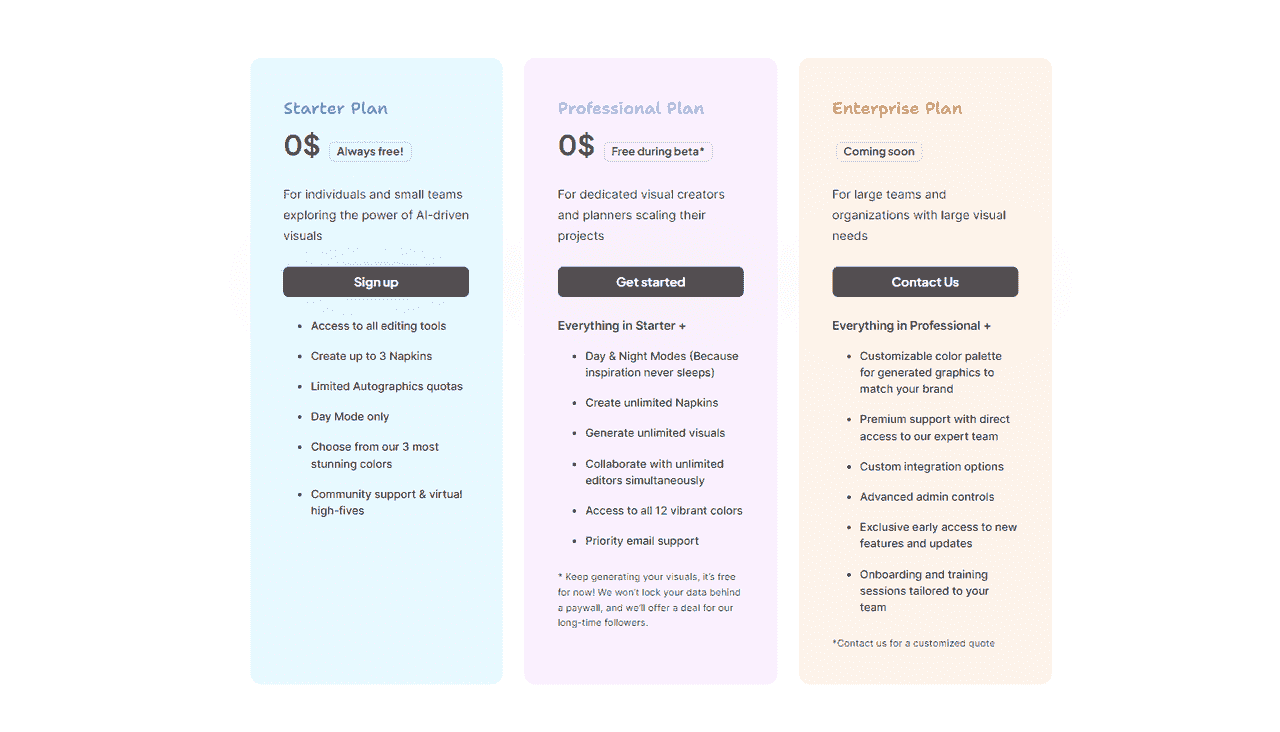 Starter Plan
0$ Always free!
For individuals and small teams
exploring the power of AI-driven
visuals
Sign up
• Access to all editing tools
• Create up to 3 Napkins
• Limited Autographics quotas
• Day Mode only
• Choose from our 3 most
stunning colors
• Community support & virtual
high-fives
Professional Plan
0$ Free during beta*
For dedicated visual creators
and planners scaling their
projects
Get started
Everything in Starter +
• Day & Night Modes (Because
inspiration never sleeps)
• Create unlimited Napkins
• Generate unlimited visuals
• Collaborate with unlimited
editors simultaneously
• Access to all 12 vibrant colors
• Priority email support
* Keep generating your visuals, it's free
for now! We won't lock your data behind
a paywall, and we'll offer a deal for our
long-time followers.
Enterprise Plan
Coming soon
For large teams and
organizations with large visual
needs
Contact Us
Everything in Professional +
• Customizable color palette
for generated graphics to
match your brand
• Premium support with direct
access to our expert team
• Custom integration options
• Advanced admin controls
• Exclusive early access to new
features and updates
• Onboarding and training
sessions tailored to your
team
*Contact us for a customized quote